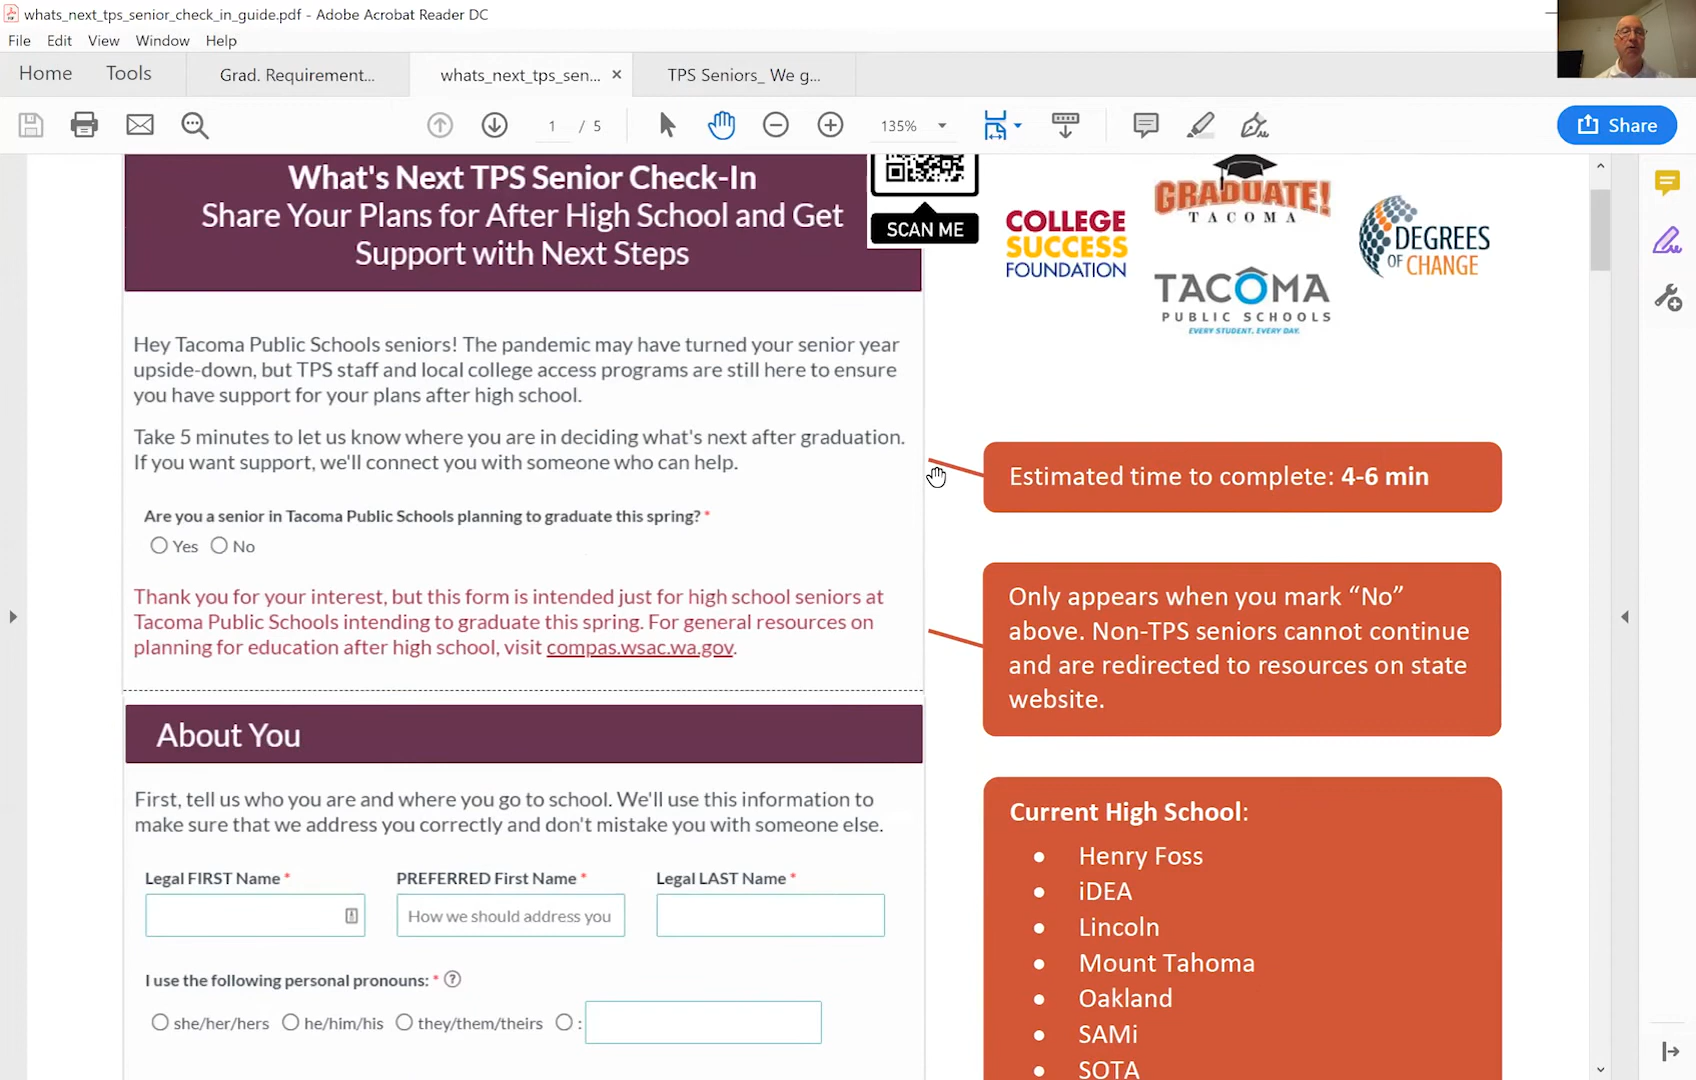 whats_next_tps_senior_check_in_guide.pdf - Adobe Acrobat Reader DC
File Edit View Window Help
Home Tools Grad. Requirement... whats_next_tps_sen... × TPS Seniors_ We g...
1 / 5 135% Share
What's Next TPS Senior Check-In
Share Your Plans for After High School and Get
Support with Next Steps
SCAN ME
COLLEGE
SUCCESS
FOUNDATION
GRADUATE!
TACOMA
TACOMA
PUBLIC SCHOOLS
EVERY STUDENT, EVERY DAY.
DEGREES
OF CHANGE
Hey Tacoma Public Schools seniors! The pandemic may have turned your senior year
upside-down, but TPS staff and local college access programs are still here to ensure
you have support for your plans after high school.
Take 5 minutes to let us know where you are in deciding what's next after graduation.
If you want support, we'll connect you with someone who can help.
Estimated time to complete: 4-6 min
Are you a senior in Tacoma Public Schools planning to graduate this spring? *
Yes No
Thank you for your interest, but this form is intended just for high school seniors at
Tacoma Public Schools intending to graduate this spring. For general resources on
planning for education after high school, visit compas.wsac.wa.gov.
Only appears when you mark “No”
above. Non-TPS seniors cannot continue
and are redirected to resources on state
website.
About You
First, tell us who you are and where you go to school. We'll use this information to
make sure that we address you correctly and don't mistake you with someone else.
Legal FIRST Name * PREFERRED First Name * Legal LAST Name *
How we should address you
I use the following personal pronouns: * ?
she/her/hers he/him/his they/them/theirs :
Current High School:
• Henry Foss
• iDEA
• Lincoln
• Mount Tahoma
• Oakland
• SAMi
• SOTA